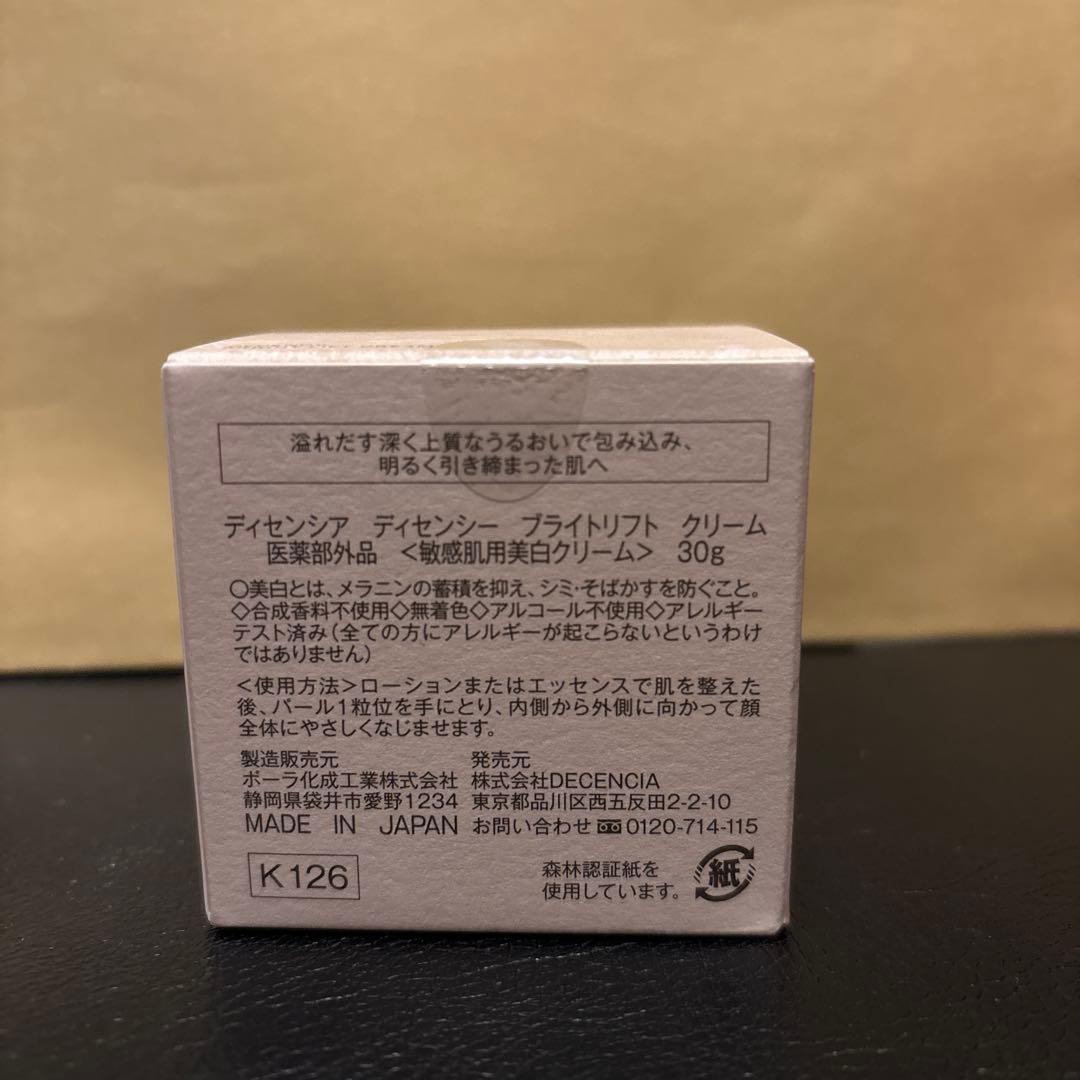 溢れだす深く上質なうるおいで包み込み、
明るく引き締まった肌へ
ディセンシア ディセンシー ブライトリフト クリーム
医薬部外品 <敏感肌用美白クリーム> 30g
○美白とは、メラニンの蓄積を抑え、シミ・そばかすを防ぐこと。
◇合成香料不使用◇無着色◇アルコール不使用◇アレルギー
テスト済み(全ての方にアレルギーが起こらないというわけ
ではありません)
<使用方法>ローションまたはエッセンスで肌を整えた
後、パール1粒位を手にとり、内側から外側に向かって顔
全体にやさしくなじませます。
製造販売元 発売元
ポーラ化成工業株式会社 株式会社DECENCIA
静岡県袋井市愛野1234 東京都品川区西五反田2-2-10
MADE IN JAPAN お問い合わせ 0120-714-115
K126
森林認証紙を
使用しています。
紙